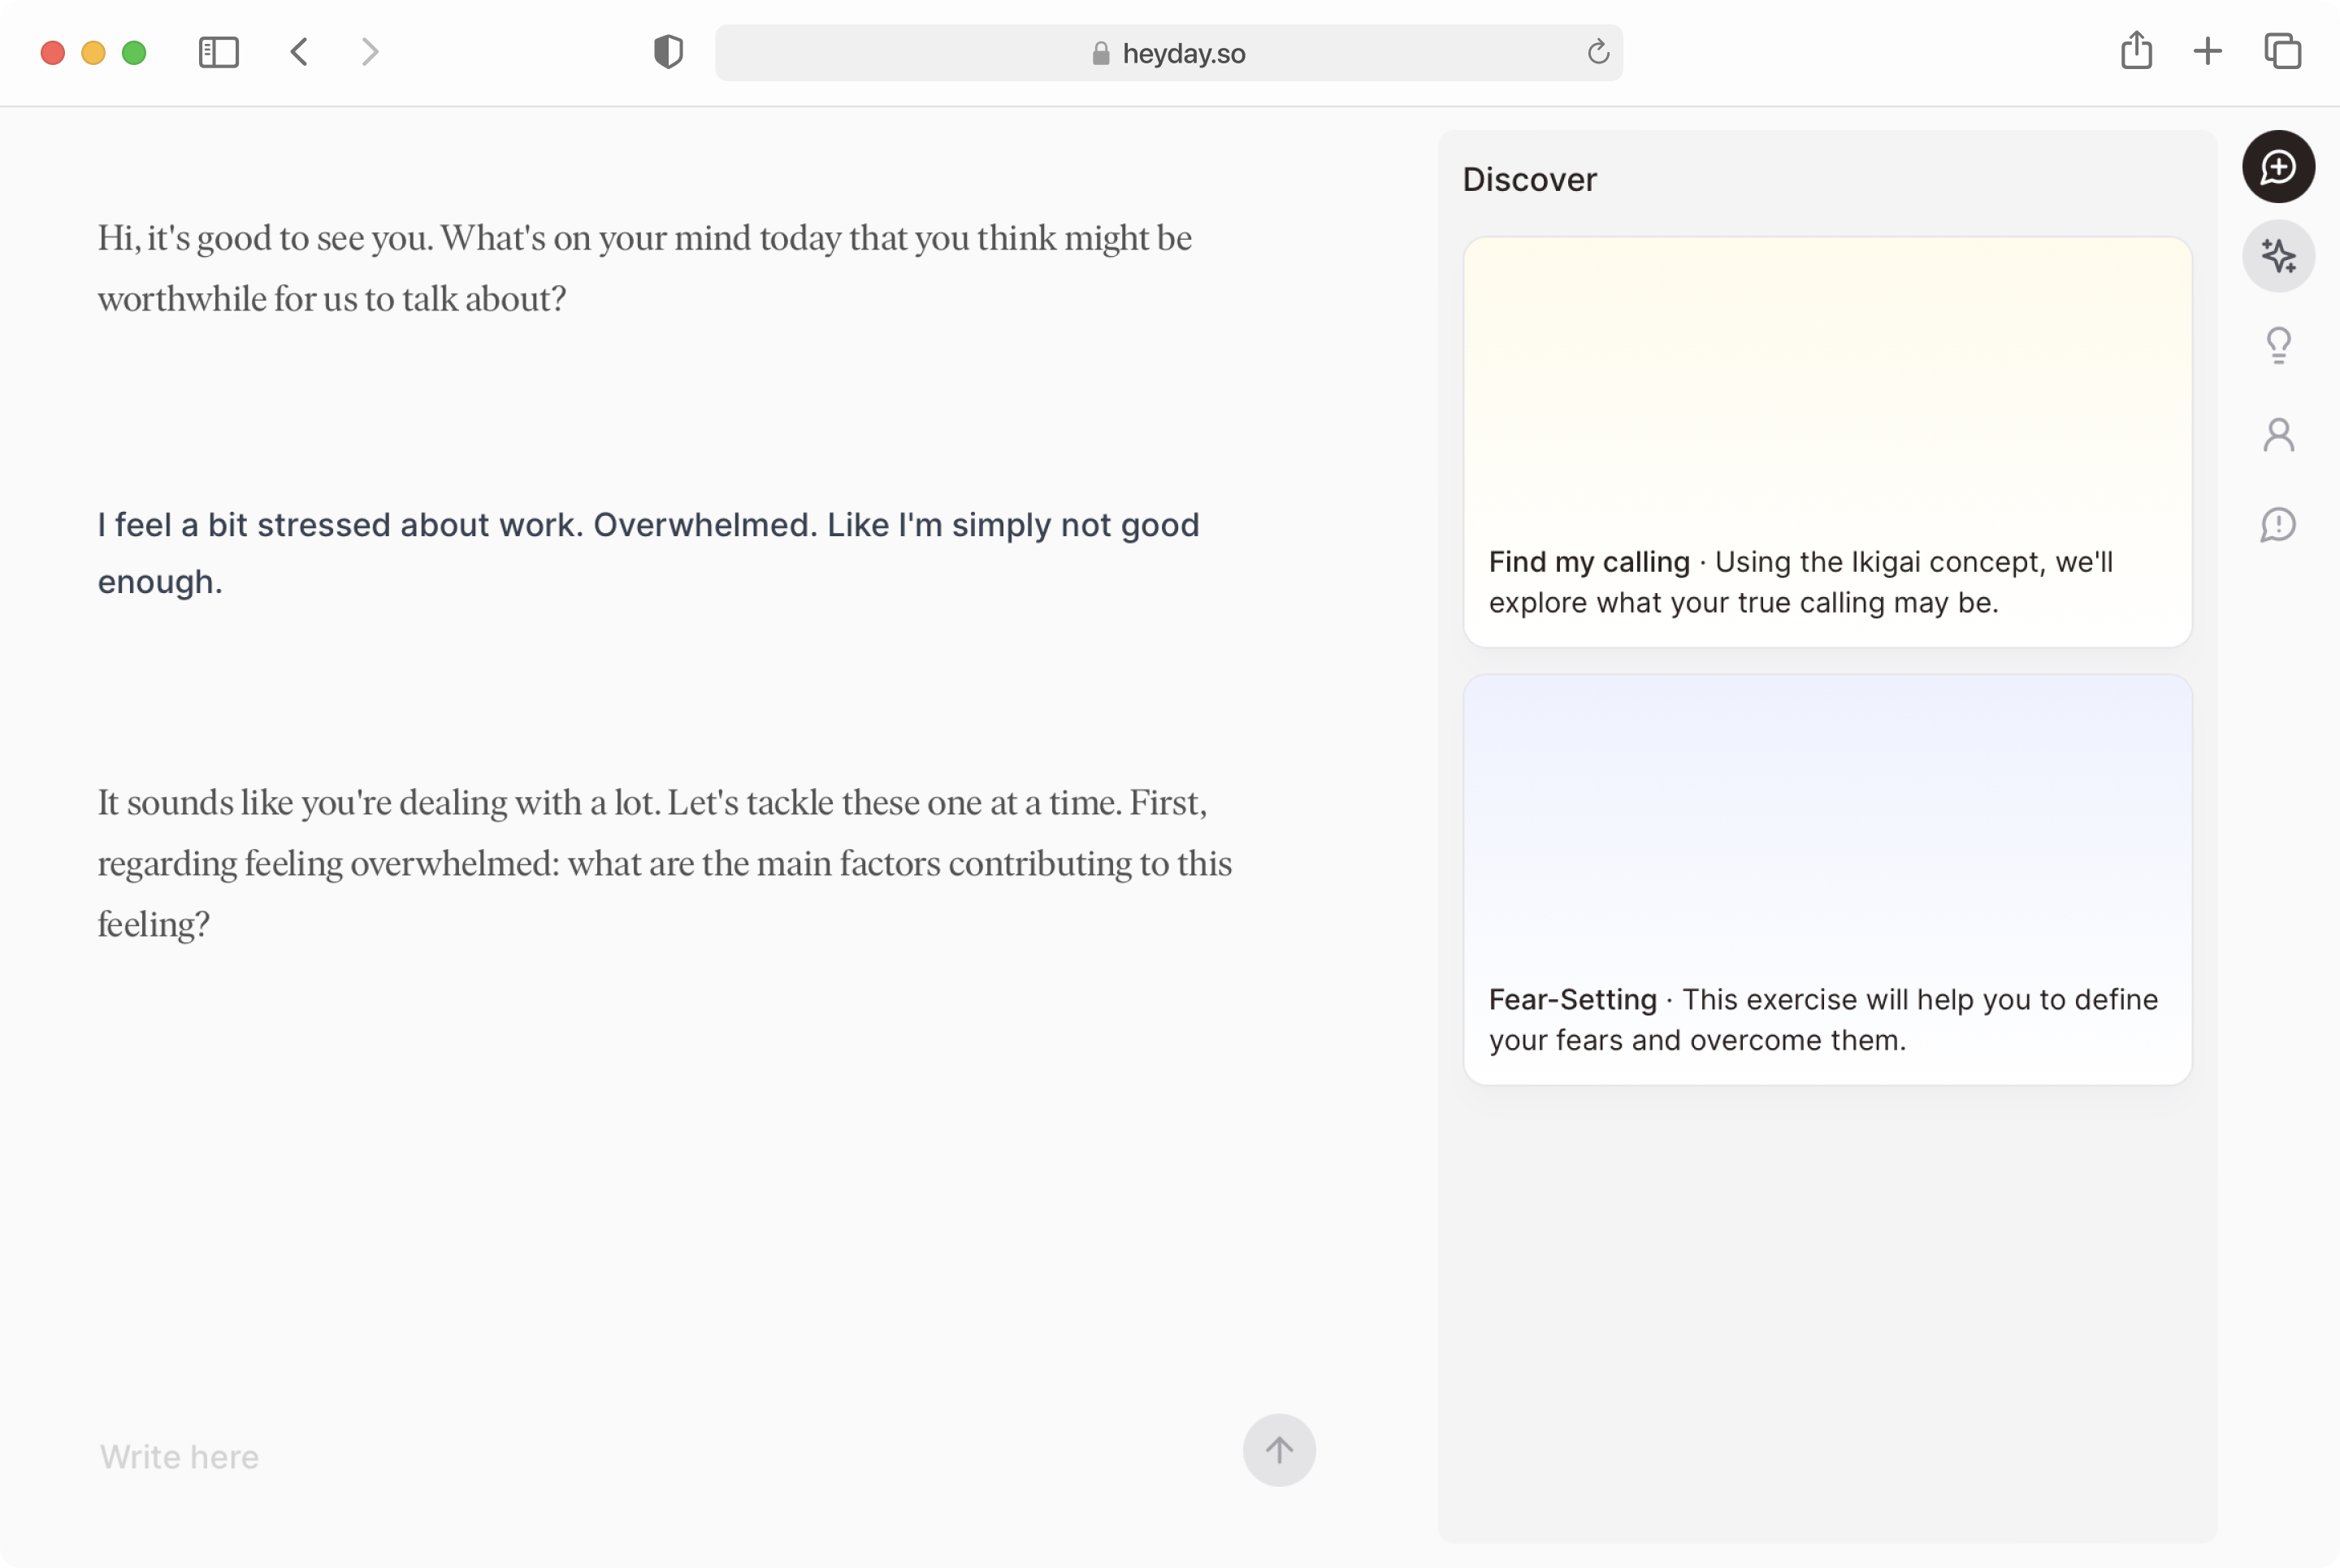 heyday.so
Hi, it's good to see you. What's on your mind today that you think might be
worthwhile for us to talk about?
I feel a bit stressed about work. Overwhelmed. Like I'm simply not good
enough.
It sounds like you're dealing with a lot. Let's tackle these one at a time. First,
regarding feeling overwhelmed: what are the main factors contributing to this
feeling?
Write here
Discover
Find my calling · Using the Ikigai concept, we'll
explore what your true calling may be.
Fear-Setting · This exercise will help you to define
your fears and overcome them.